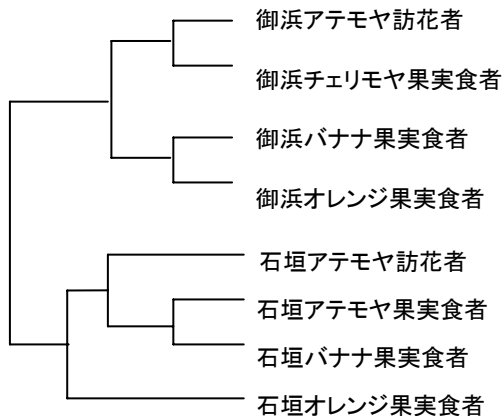 御浜アテモヤ訪花者
御浜チェリモヤ果実食者
御浜バナナ果実食者
御浜オレンジ果実食者
石垣アテモヤ訪花者
石垣アテモヤ果実食者
石垣バナナ果実食者
石垣オレンジ果実食者